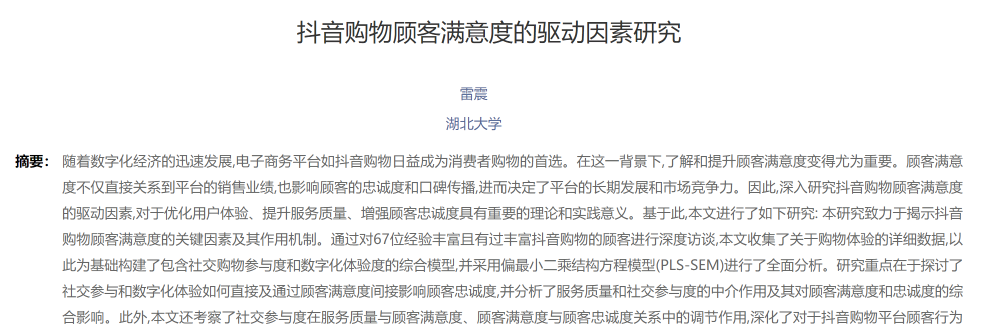 抖音购物顾客满意度的驱动因素研究
雷震
湖北大学
摘要： 随着数字化经济的迅速发展,电子商务平台如抖音购物日益成为消费者购物的首选。在这一背景下,了解和提升顾客满意度变得尤为重要。顾客满意
度不仅直接关系到平台的销售业绩,也影响顾客的忠诚度和口碑传播,进而决定了平台的长期发展和市场竞争力。因此,深入研究抖音购物顾客满意度
的驱动因素,对于优化用户体验、提升服务质量、增强顾客忠诚度具有重要的理论和实践意义。基于此,本文进行了如下研究: 本研究致力于揭示抖音
购物顾客满意度的关键因素及其作用机制。通过对67位经验丰富且有过丰富抖音购物的顾客进行深度访谈,本文收集了关于购物体验的详细数据,以
此为基础构建了包含社交购物参与度和数字化体验度的综合模型,并采用偏最小二乘结构方程模型(PLS-SEM)进行了全面分析。研究重点在于探讨了
社交参与和数字化体验如何直接及通过顾客满意度间接影响顾客忠诚度,并分析了服务质量和社交参与度的中介作用及其对顾客满意度和忠诚度的综
合影响。此外,本文还考察了社交参与度在服务质量与顾客满意度、顾客满意度与顾客忠诚度关系中的调节作用,深化了对于抖音购物平台顾客行为